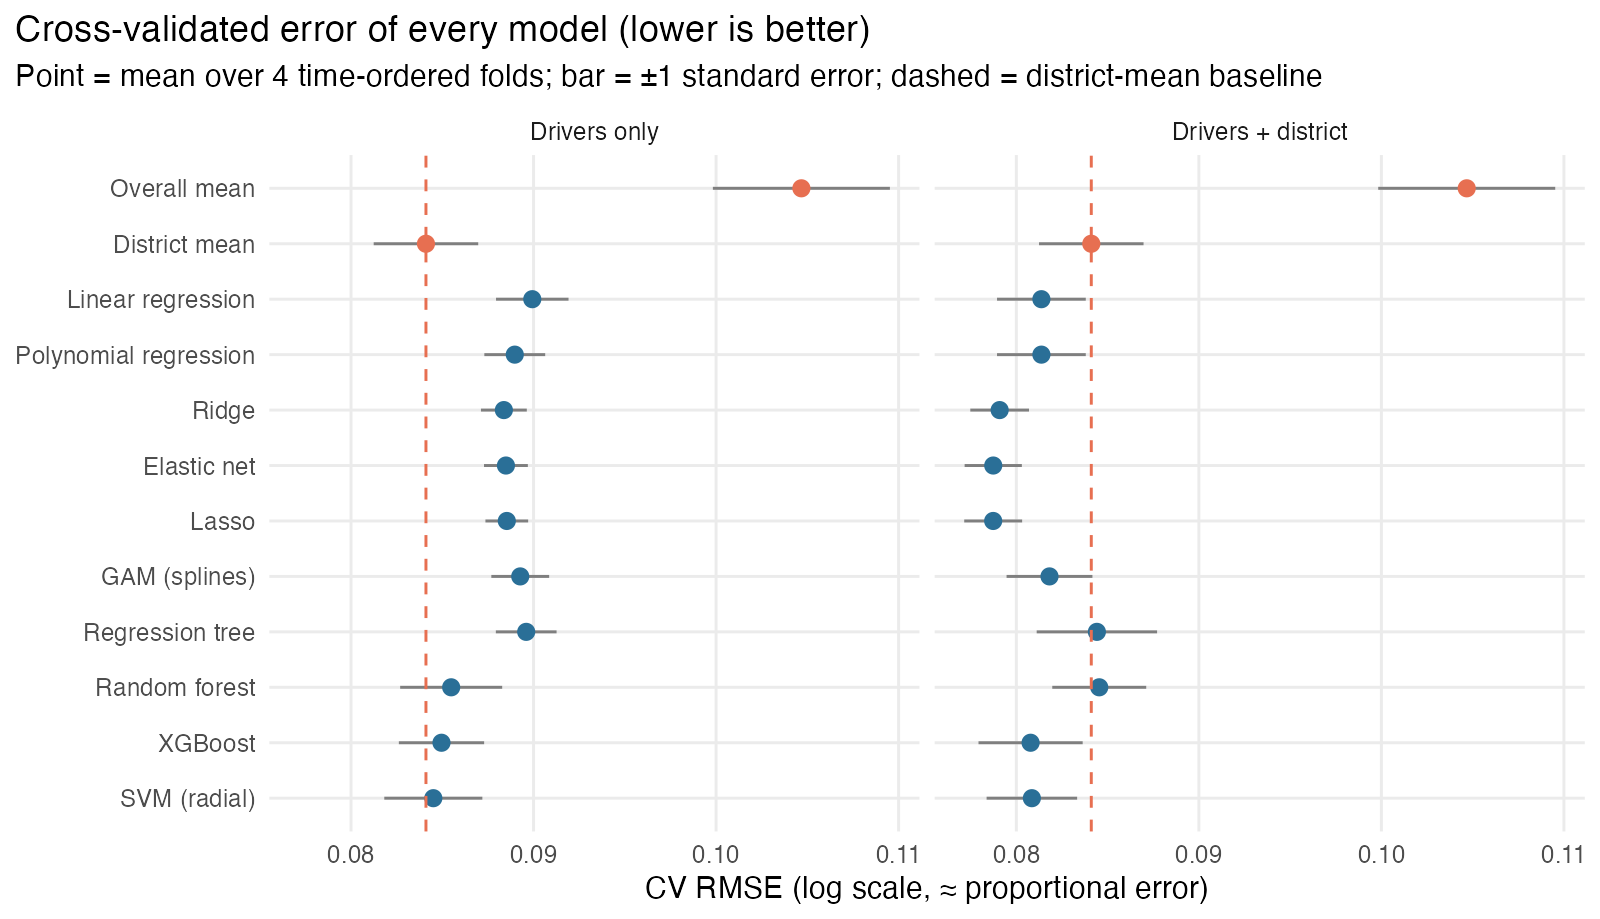 Cross-validated error of every model (lower is better)
Point = mean over 4 time-ordered folds; bar = ±1 standard error; dashed = district-mean baseline
Drivers only
Drivers + district
Overall mean
District mean
Linear regression
Polynomial regression
Ridge
Elastic net
Lasso
GAM (splines)
Regression tree
Random forest
XGBoost
SVM (radial)
0.08 0.09 0.10 0.11
0.08 0.09 0.10 0.11
CV RMSE (log scale, ≈ proportional error)